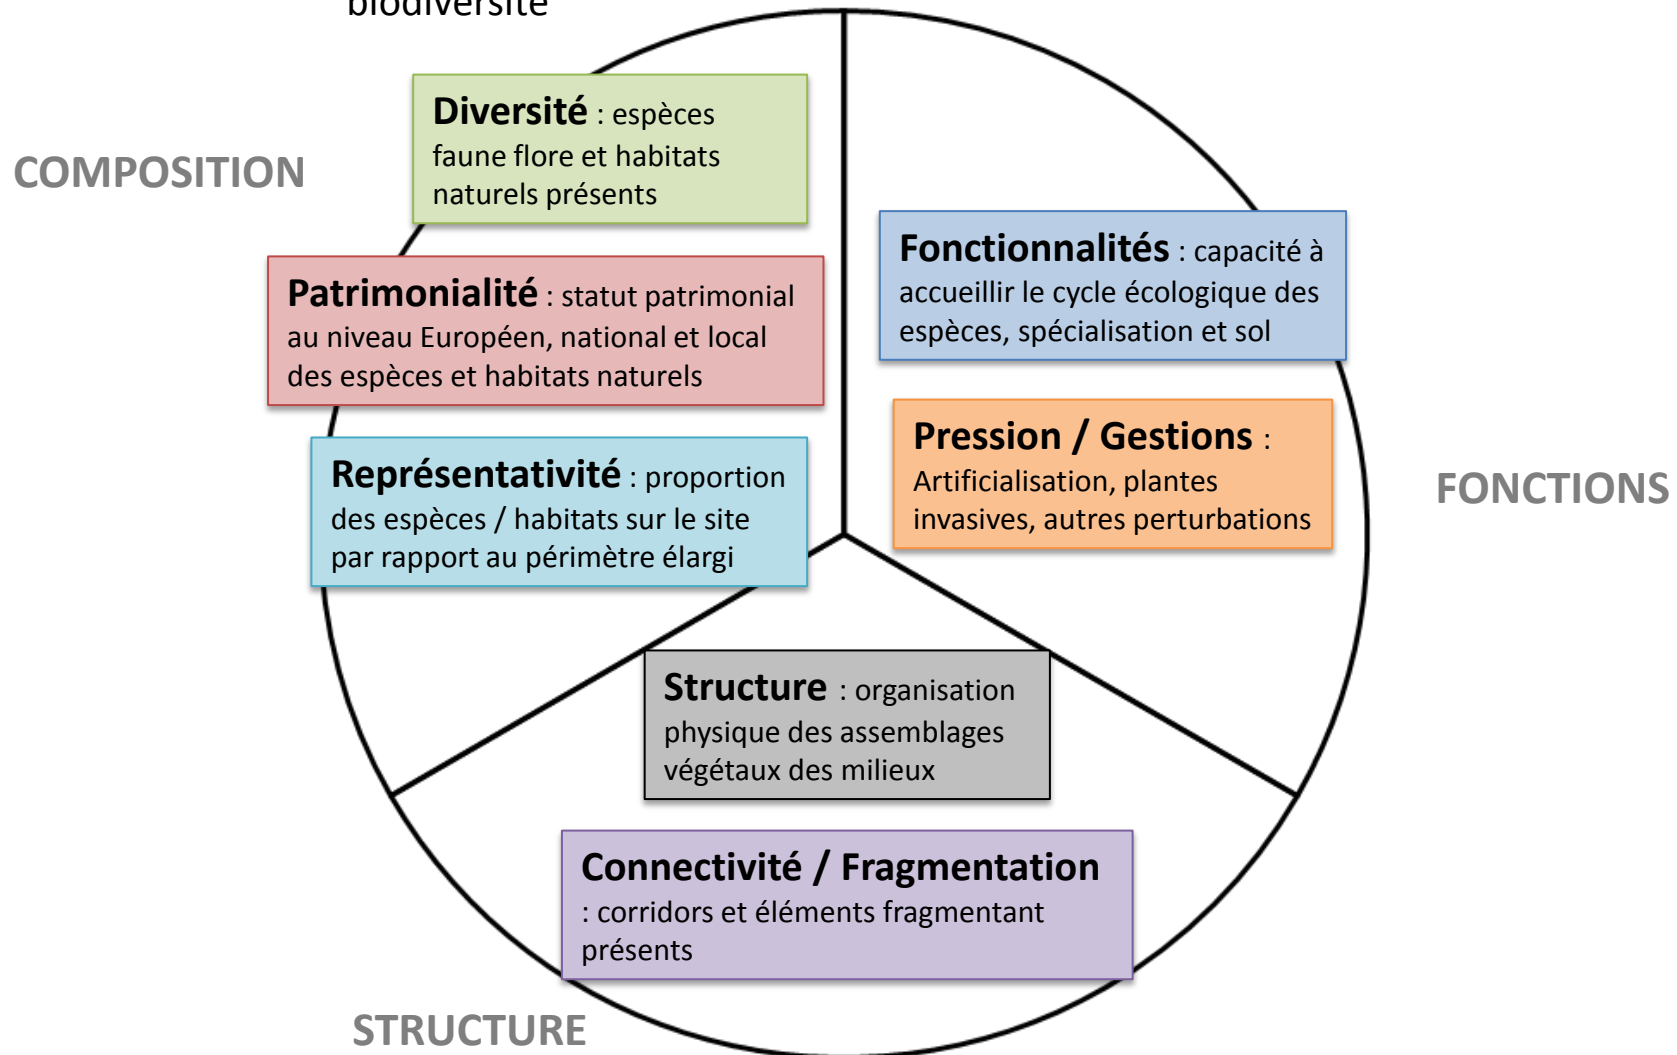 biodiversité
COMPOSITION
Diversité : espèces
faune flore et habitats
naturels présents
Patrimonialité : statut patrimonial
au niveau Européen, national et local
des espèces et habitats naturels
Représentativité : proportion
des espèces / habitats sur le site
par rapport au périmètre élargi
Fonctionnalités : capacité à
accueillir le cycle écologique des
espèces, spécialisation et sol
Pression / Gestions :
Artificialisation, plantes
invasives, autres perturbations
FONCTIONS
Structure : organisation
physique des assemblages
végétaux des milieux
Connectivité / Fragmentation
: corridors et éléments fragmentant
présents
STRUCTURE